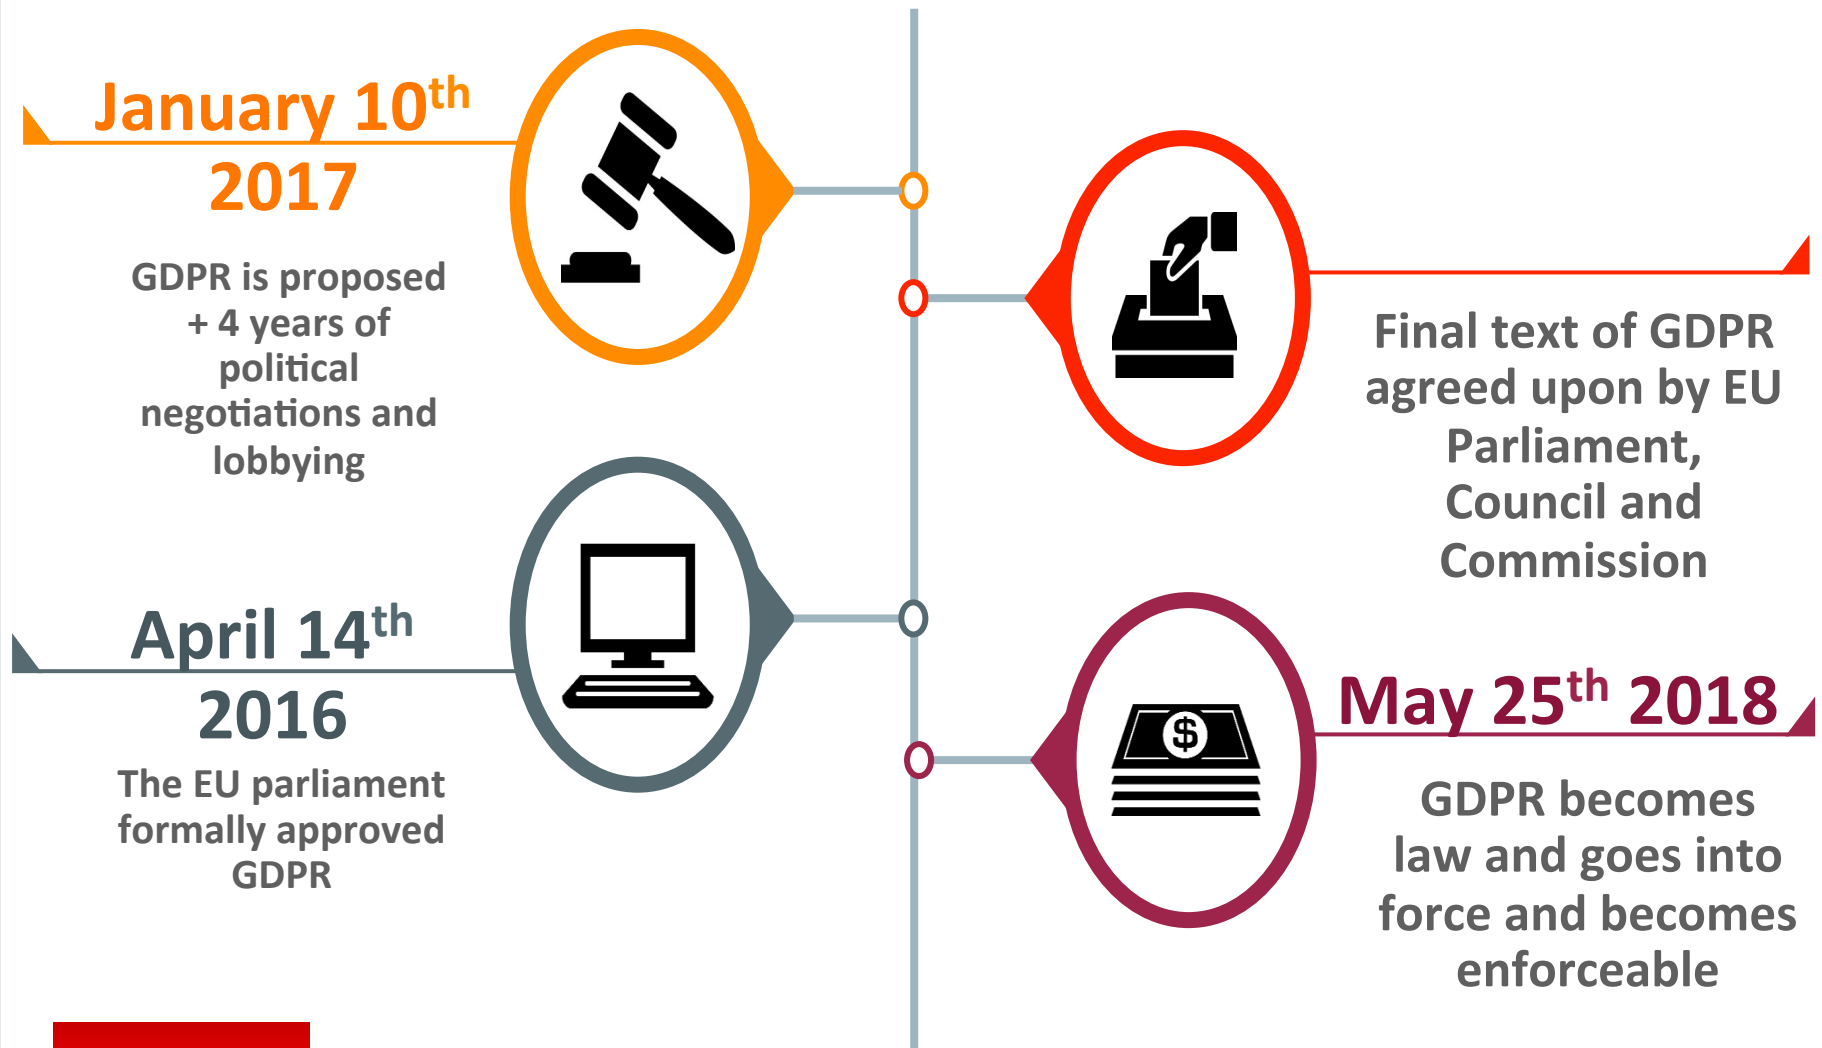 January 10th
2017
GDPR is proposed
+ 4 years of
political
negotiations and
lobbying
Final text of GDPR
agreed upon by EU
Parliament,
Council and
Commission
April 14th
2016
The EU parliament
formally approved
GDPR
$
May 25th 2018
GDPR becomes
law and goes into
force and becomes
enforceable